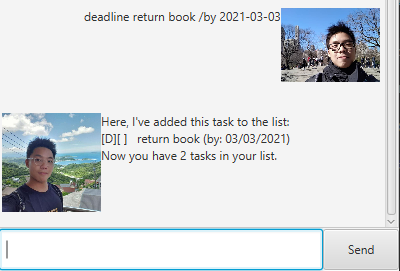 deadline return book /by 2021-03-03
Here, I've added this task to the list:
[D][ ]   return book (by: 03/03/2021)
Now you have 2 tasks in your list.
Send